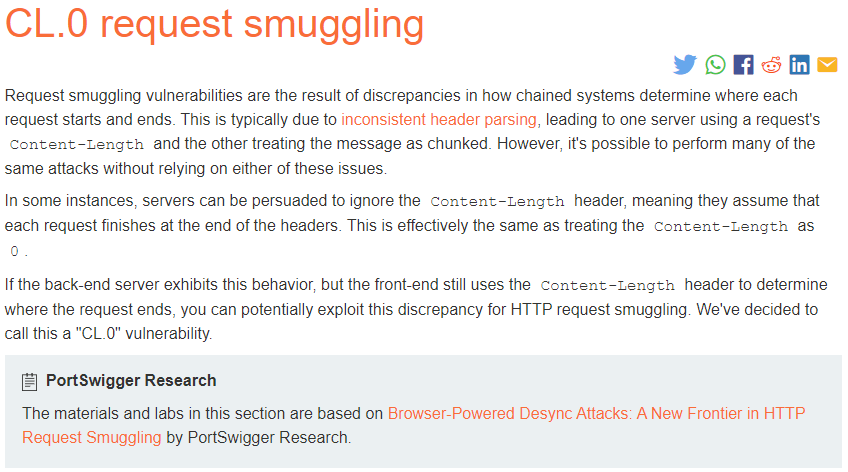 CL.0 request smuggling
Request smuggling vulnerabilities are the result of discrepancies in how chained systems determine where each
request starts and ends. This is typically due to inconsistent header parsing, leading to one server using a request's
Content-Length and the other treating the message as chunked. However, it's possible to perform many of the
same attacks without relying on either of these issues.
In some instances, servers can be persuaded to ignore the Content-Length header, meaning they assume that
each request finishes at the end of the headers. This is effectively the same as treating the Content-Length as
0 .
If the back-end server exhibits this behavior, but the front-end still uses the Content-Length header to determine
where the request ends, you can potentially exploit this discrepancy for HTTP request smuggling. We've decided to
call this a "CL.0" vulnerability.
PortSwigger Research
The materials and labs in this section are based on Browser-Powered Desync Attacks: A New Frontier in HTTP
Request Smuggling by PortSwigger Research.